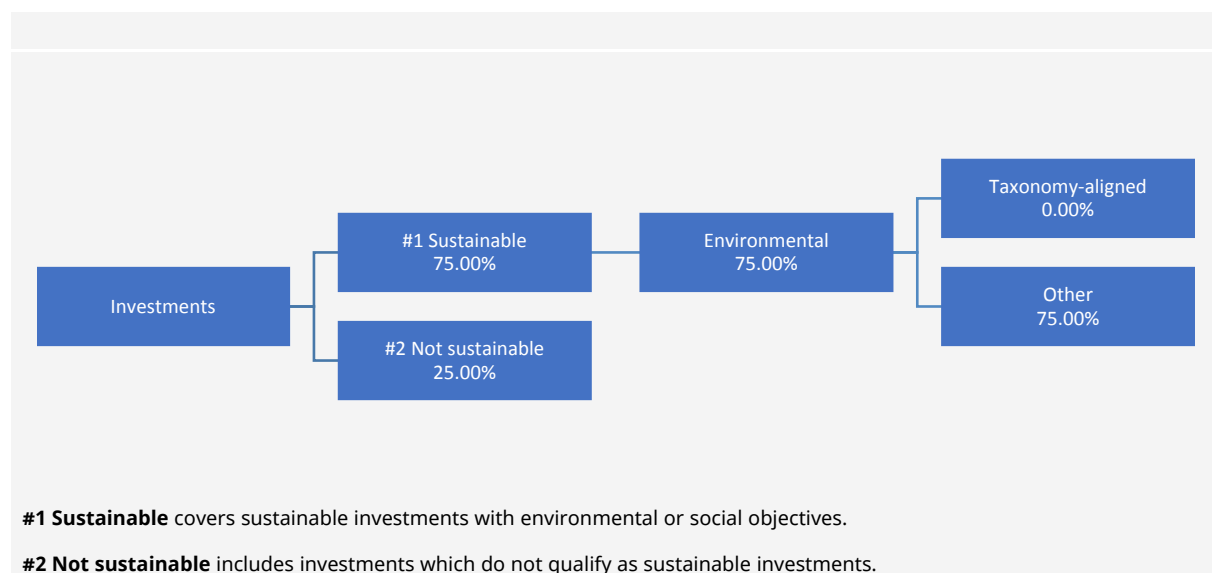 Investments
#1 Sustainable
75.00%
#2 Not sustainable
25.00%
Environmental
75.00%
Taxonomy-aligned
0.00%
Other
75.00%
#1 Sustainable covers sustainable investments with environmental or social objectives.
#2 Not sustainable includes investments which do not qualify as sustainable investments.